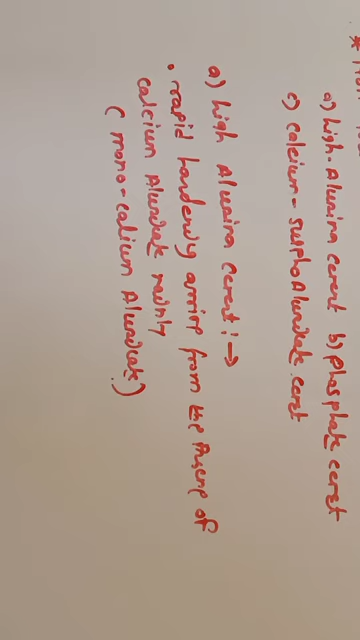 a) high-Alumina cement b) phosphate cement
c) calcium-sulphoAluminate cement
a) high Alumina cement :→
• rapid hardening arising from the presence of
calcium Aluminate mainly
( mono-calcium Aluminate )